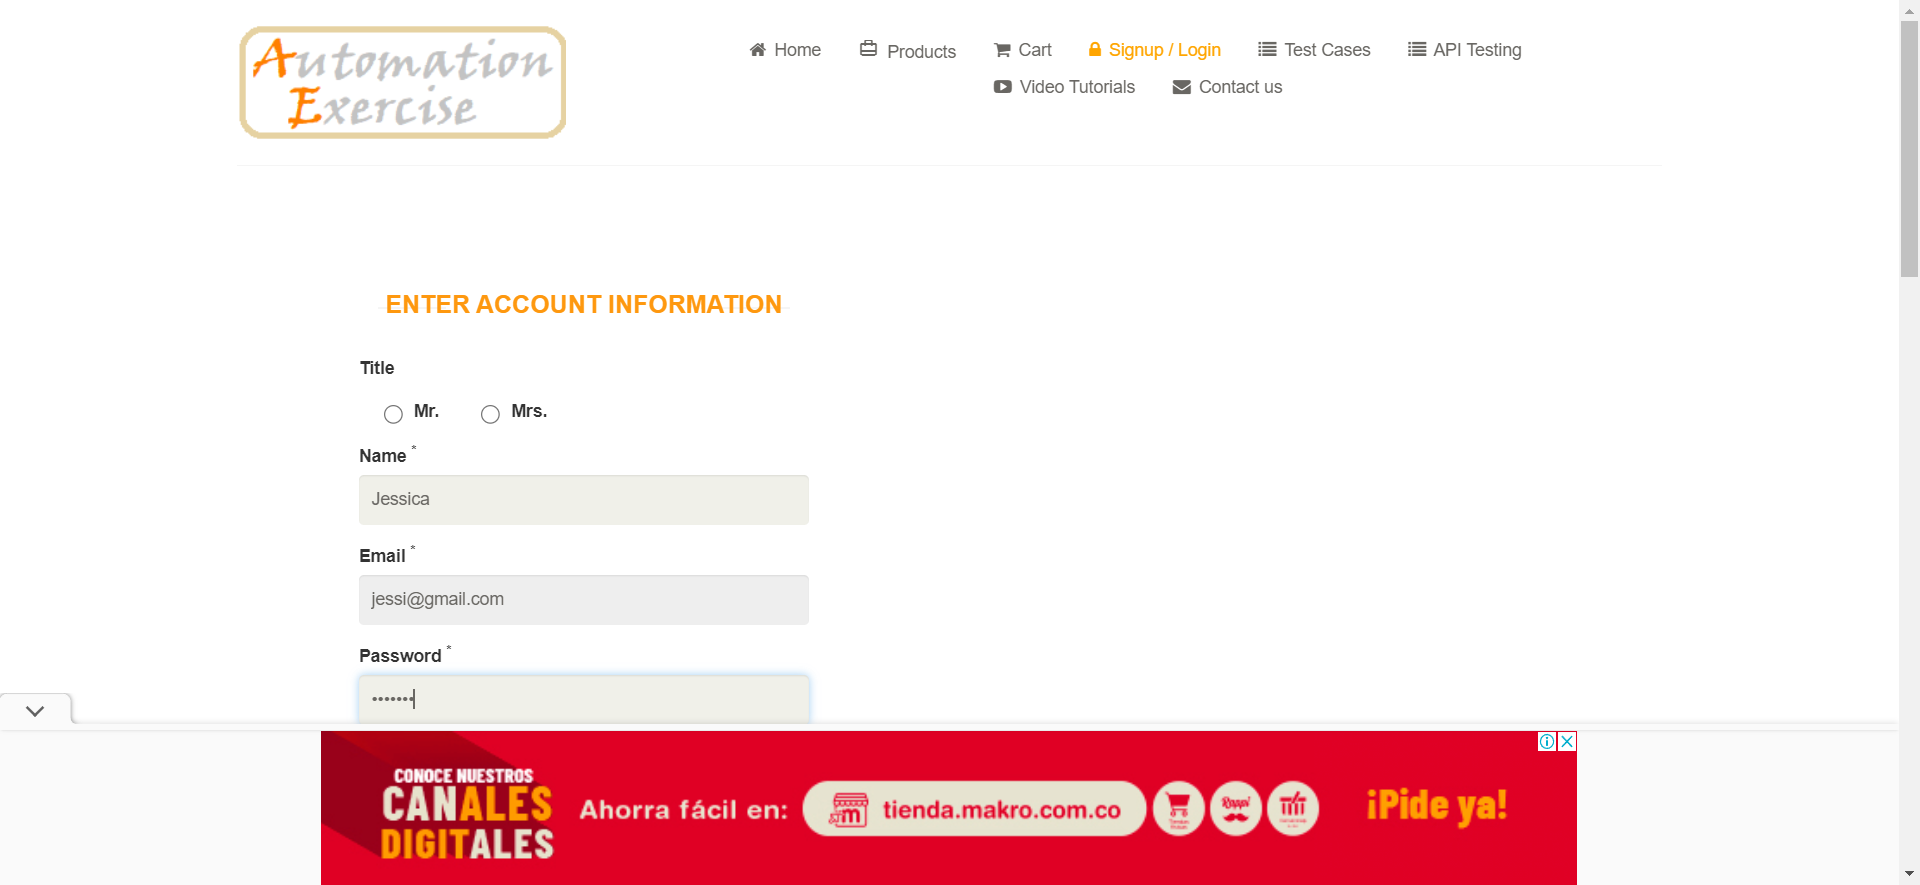 Automation
Exercise
Home
Products
Cart
Signup / Login
Test Cases
API Testing
Video Tutorials
Contact us
ENTER ACCOUNT INFORMATION
Title
Mr.
Mrs.
Name *
Jessica
Email *
jessi@gmail.com
Password *
•••••••
CONOCE NUESTROS
CANALES
DIGITALES
Ahorra fácil en:
m
tienda.makro.com.co
Rappi
¡Pide ya!